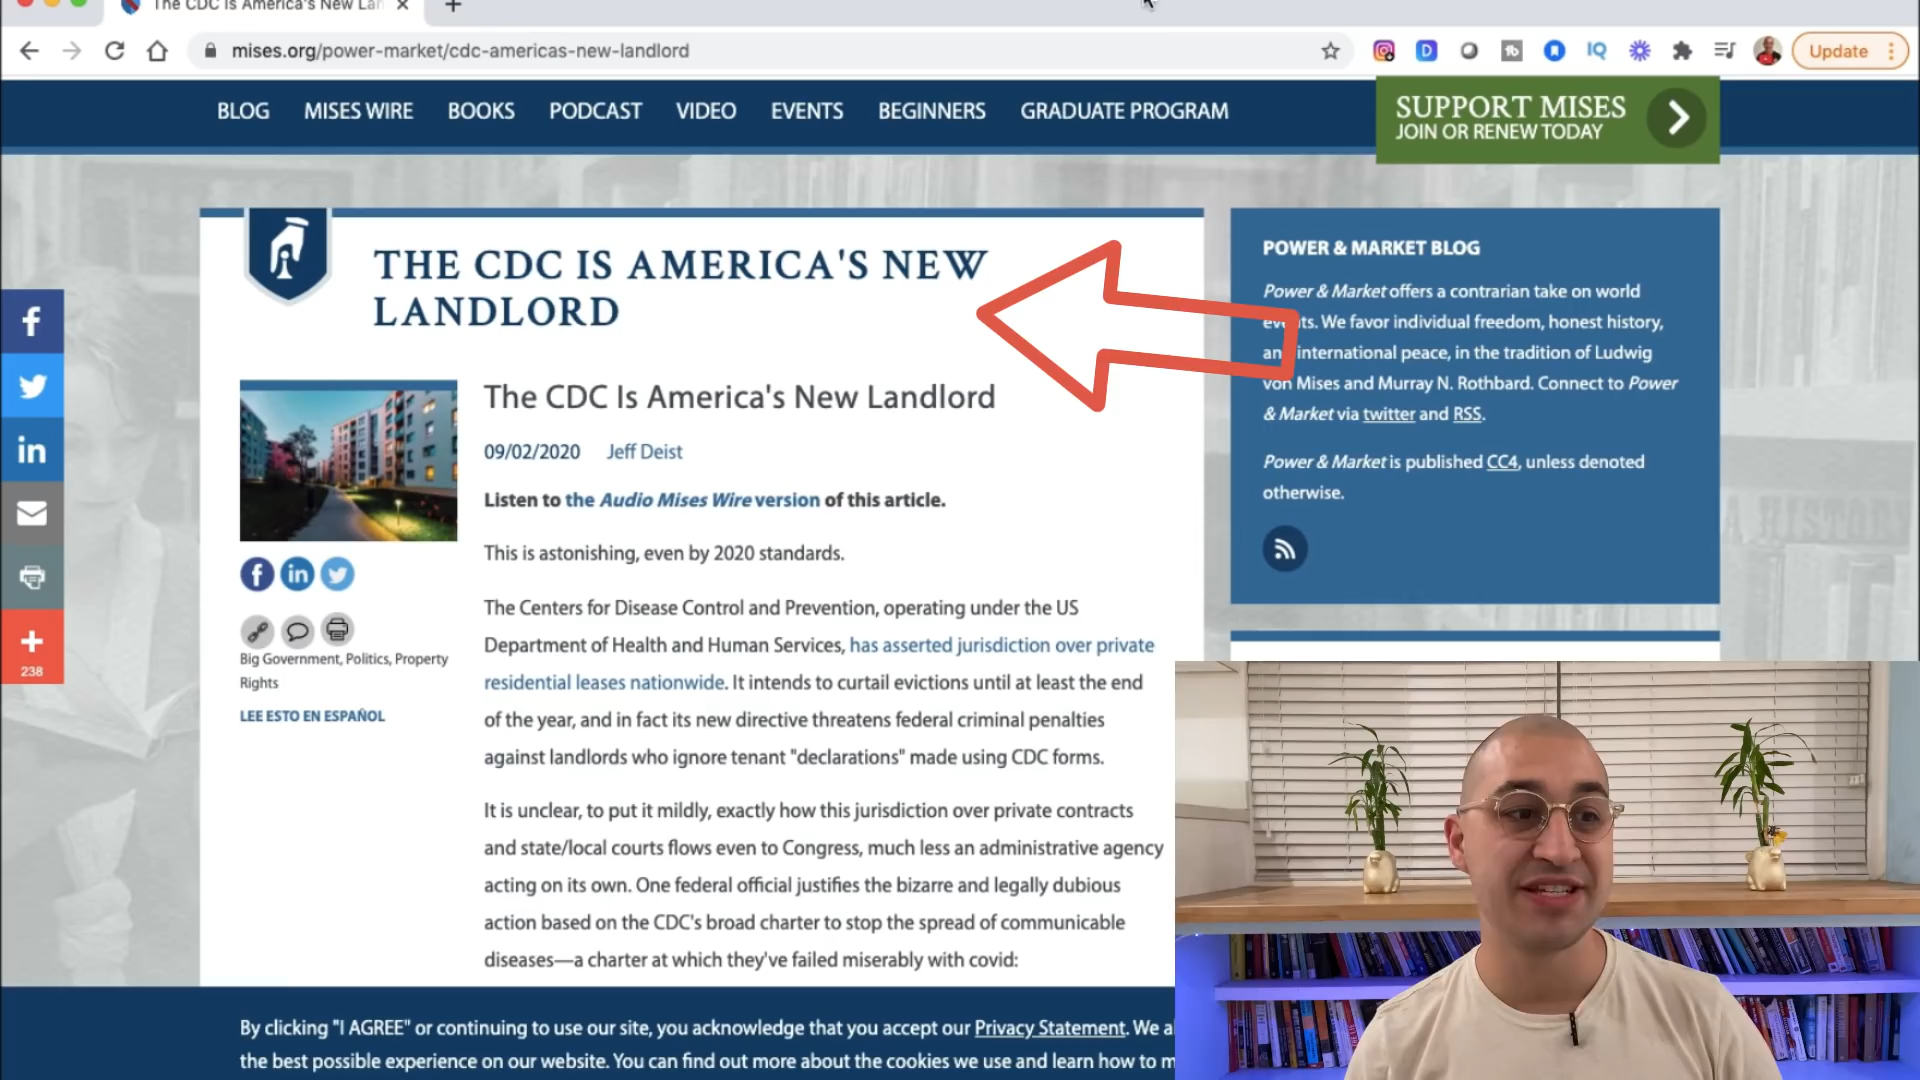 The CDC Is America's New Lan
mises.org/power-market/cdc-americas-new-landlord
Update
BLOG MISES WIRE BOOKS PODCAST VIDEO EVENTS BEGINNERS GRADUATE PROGRAM
SUPPORT MISES
JOIN OR RENEW TODAY
THE CDC IS AMERICA'S NEW
LANDLORD
The CDC Is America's New Landlord
09/02/2020 Jeff Deist
Listen to the Audio Mises Wire version of this article.
This is astonishing, even by 2020 standards.
The Centers for Disease Control and Prevention, operating under the US
Department of Health and Human Services, has asserted jurisdiction over private
residential leases nationwide. It intends to curtail evictions until at least the end
of the year, and in fact its new directive threatens federal criminal penalties
against landlords who ignore tenant "declarations" made using CDC forms.
It is unclear, to put it mildly, exactly how this jurisdiction over private contracts
and state/local courts flows even to Congress, much less an administrative agency
acting on its own. One federal official justifies the bizarre and legally dubious
action based on the CDC's broad charter to stop the spread of communicable
diseases—a charter at which they've failed miserably with covid:
Big Government, Politics, Property
Rights
LEE ESTO EN ESPAÑOL
238
POWER & MARKET BLOG
Power & Market offers a contrarian take on world
events. We favor individual freedom, honest history,
and international peace, in the tradition of Ludwig
von Mises and Murray N. Rothbard. Connect to Power
& Market via twitter and RSS.
Power & Market is published CC4, unless denoted
otherwise.
By clicking "I AGREE" or continuing to use our site, you acknowledge that you accept our Privacy Statement. We a
the best possible experience on our website. You can find out more about the cookies we use and learn how to m